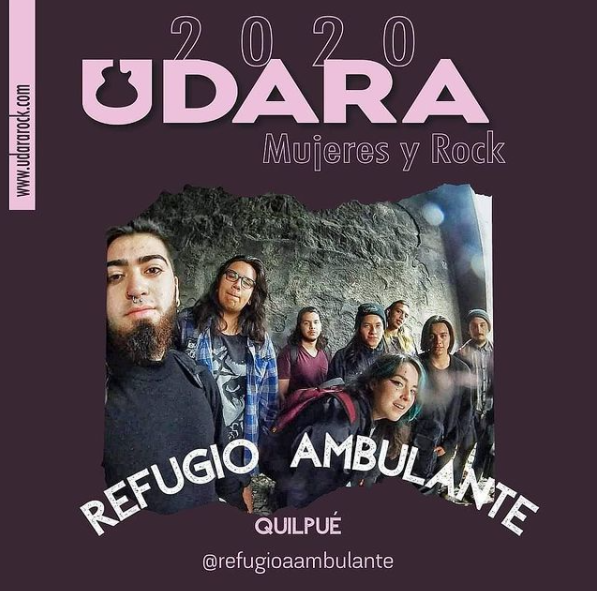 2020
UDARA
Mujeres y Rock
www.udararock.com
REFUGIO AMBULANTE
QUILPUÉ
@refugioaambulante